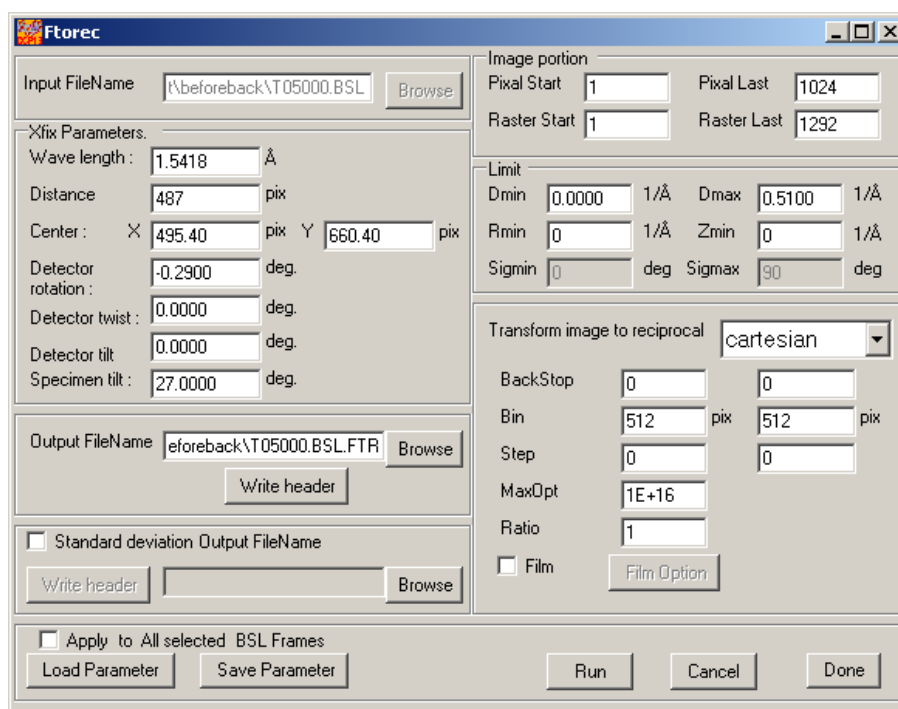 Ftorec
Input FileName t\beforeback\T05000.BSL Browse
Xfix Parameters.
Wave length : 1.5418 Å
Distance 487 pix
Center : X 495.40 pix Y 660.40 pix
Detector rotation : -0.2900 deg.
Detector twist : 0.0000 deg.
Detector tilt 0.0000 deg.
Specimen tilt : 27.0000 deg.
Output FileName eforeback\T05000.BSL.FTR Browse
Write header
Standard deviation Output FileName
Write header Browse
Image portion
Pixal Start 1 Pixal Last 1024
Raster Start 1 Raster Last 1292
Limit
Dmin 0.0000 1/Å Dmax 0.5100 1/Å
Rmin 0 1/Å Zmin 0 1/Å
Sigmin 0 deg Sigmax 90 deg
Transform image to reciprocal cartesian
BackStop 0 0
Bin 512 pix 512 pix
Step 0 0
MaxOpt 1E+16
Ratio 1
Film Film Option
Apply to All selected BSL Frames
Load Parameter Save Parameter Run Cancel Done